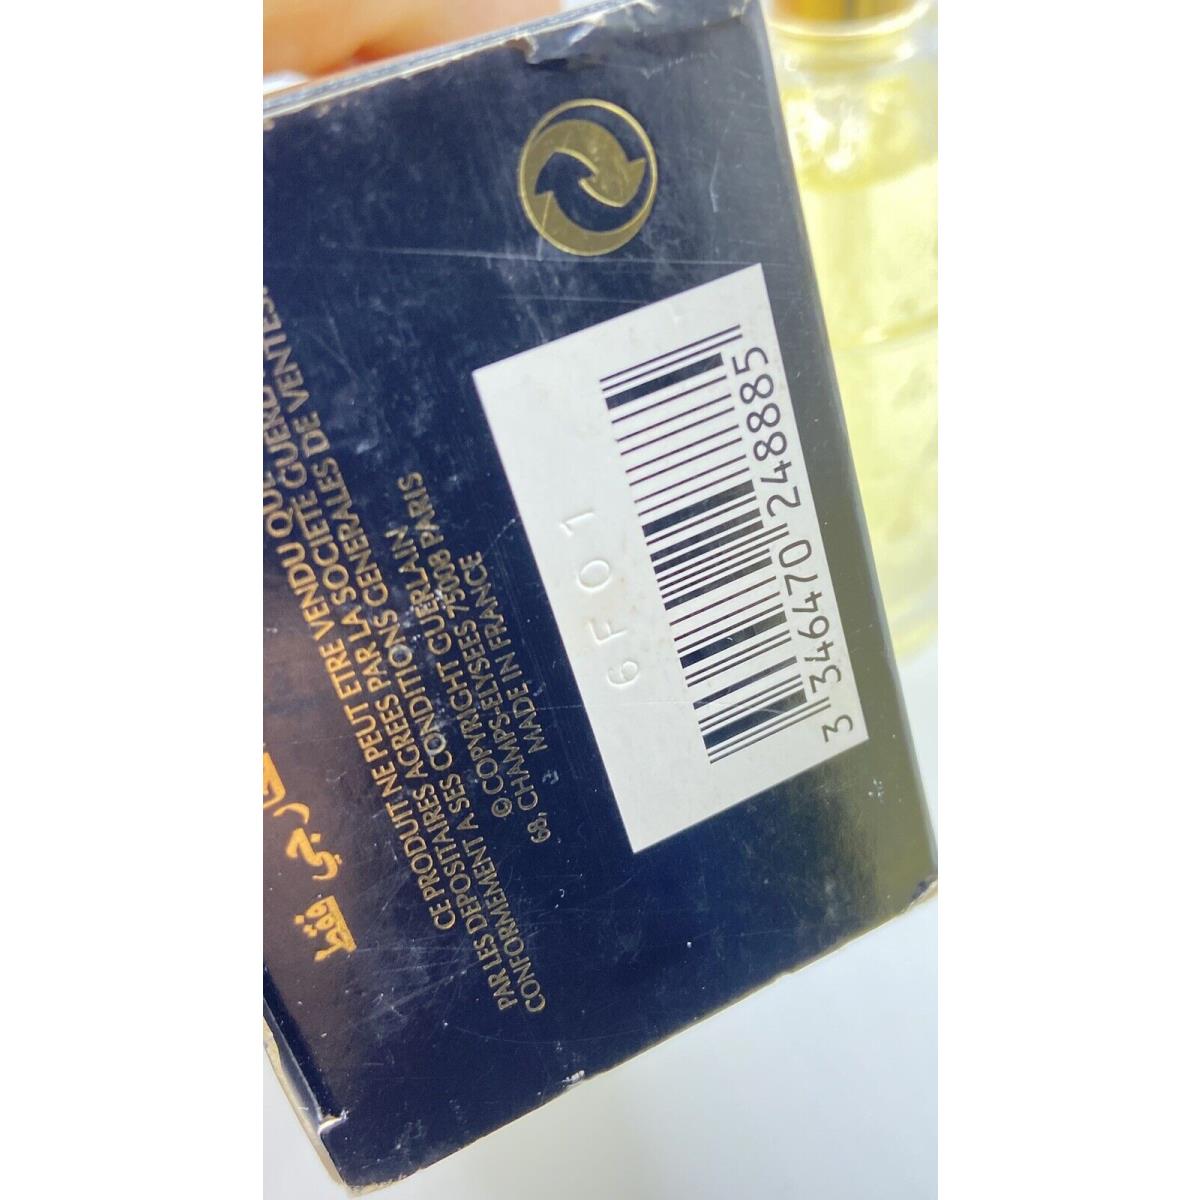 جي فقط
CE PRODUIT NE PEUT ETRE VENDU QUE
PAR LES DEPOSITAIRES AGREES PAR LA SOCIETE GUERLAIN
CONFORMEMENT A SES CONDITIONS GENERALES DE VENTES.
© COPYRIGHT GUERLAIN
68, CHAMPS-ELYSEES 75008 PARIS
MADE IN FRANCE
6F01
3 346470 248885